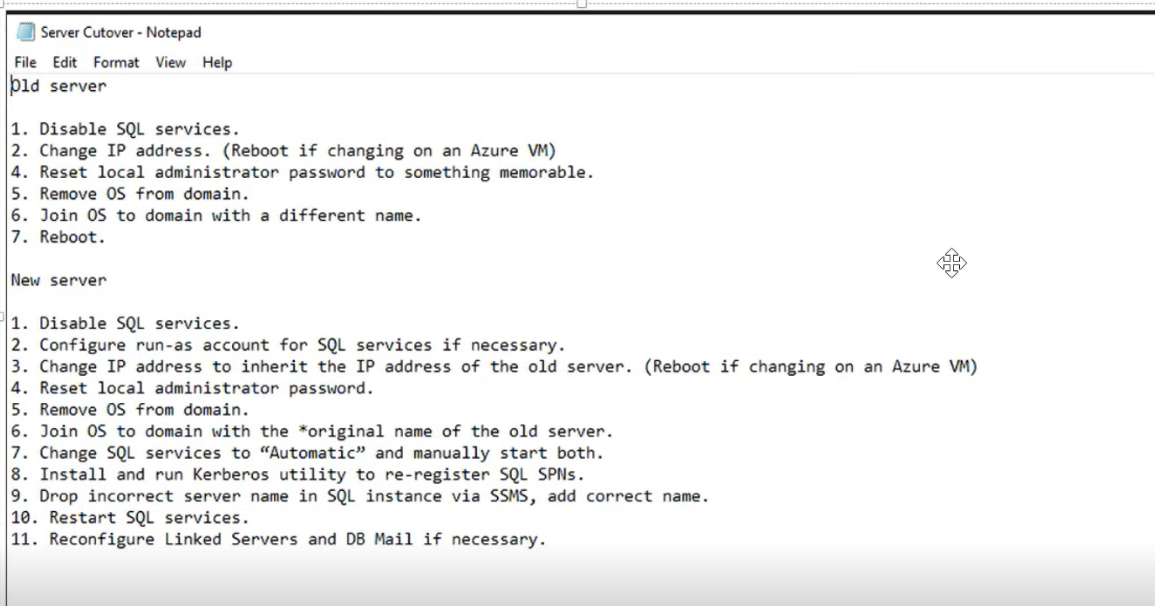 Server Cutover - Notepad
File Edit Format View Help
Old server
1. Disable SQL services.
2. Change IP address. (Reboot if changing on an Azure VM)
4. Reset local administrator password to something memorable.
5. Remove OS from domain.
6. Join OS to domain with a different name.
7. Reboot.
New server
1. Disable SQL services.
2. Configure run-as account for SQL services if necessary.
3. Change IP address to inherit the IP address of the old server. (Reboot if changing on an Azure VM)
4. Reset local administrator password.
5. Remove OS from domain.
6. Join OS to domain with the *original name of the old server.
7. Change SQL services to “Automatic” and manually start both.
8. Install and run Kerberos utility to re-register SQL SPNs.
9. Drop incorrect server name in SQL instance via SSMS, add correct name.
10. Restart SQL services.
11. Reconfigure Linked Servers and DB Mail if necessary.